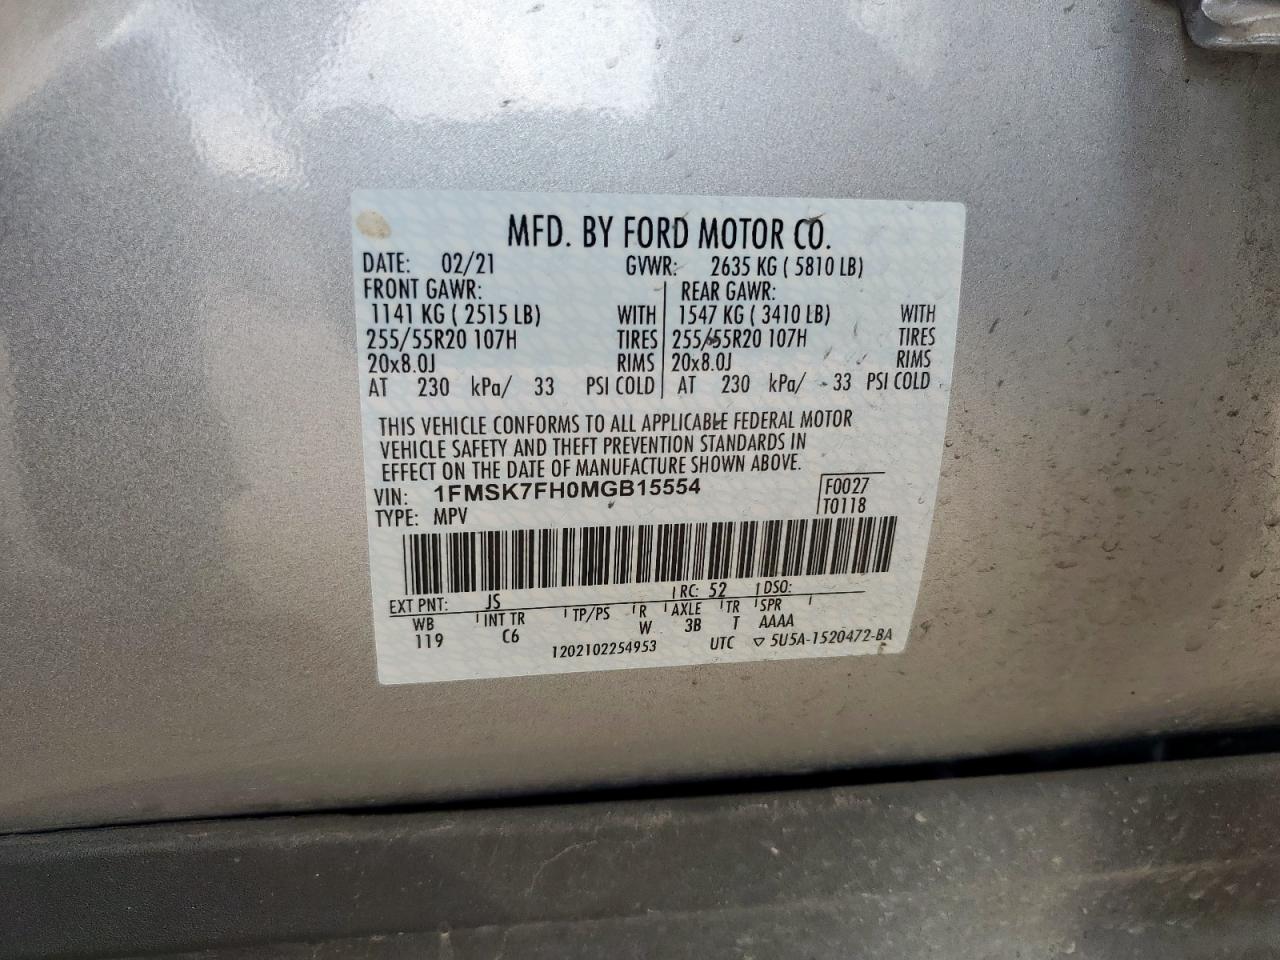 MFD. BY FORD MOTOR CO.
DATE: 02/21 GVWR: 2635 KG ( 5810 LB)
FRONT GAWR: REAR GAWR:
1141 KG ( 2515 LB) WITH 1547 KG ( 3410 LB) WITH
255/55R20 107H TIRES 255/55R20 107H TIRES
20x8.0J RIMS 20x8.0J RIMS
AT 230 kPa/ 33 PSI COLD AT 230 kPa/ 33 PSI COLD
THIS VEHICLE CONFORMS TO ALL APPLICABLE FEDERAL MOTOR
VEHICLE SAFETY AND THEFT PREVENTION STANDARDS IN
EFFECT ON THE DATE OF MANUFACTURE SHOWN ABOVE.
VIN: 1FMSK7FH0MGB15554 F0027
TYPE: MPV T0118
EXT PNT: JS RC: 52 DSO:
WB INT TR TP/PS R AXLE TR SPR
119 C6 W 3B T AAAA
1202102254953 UTC ▽ 5U5A-1520472-BA